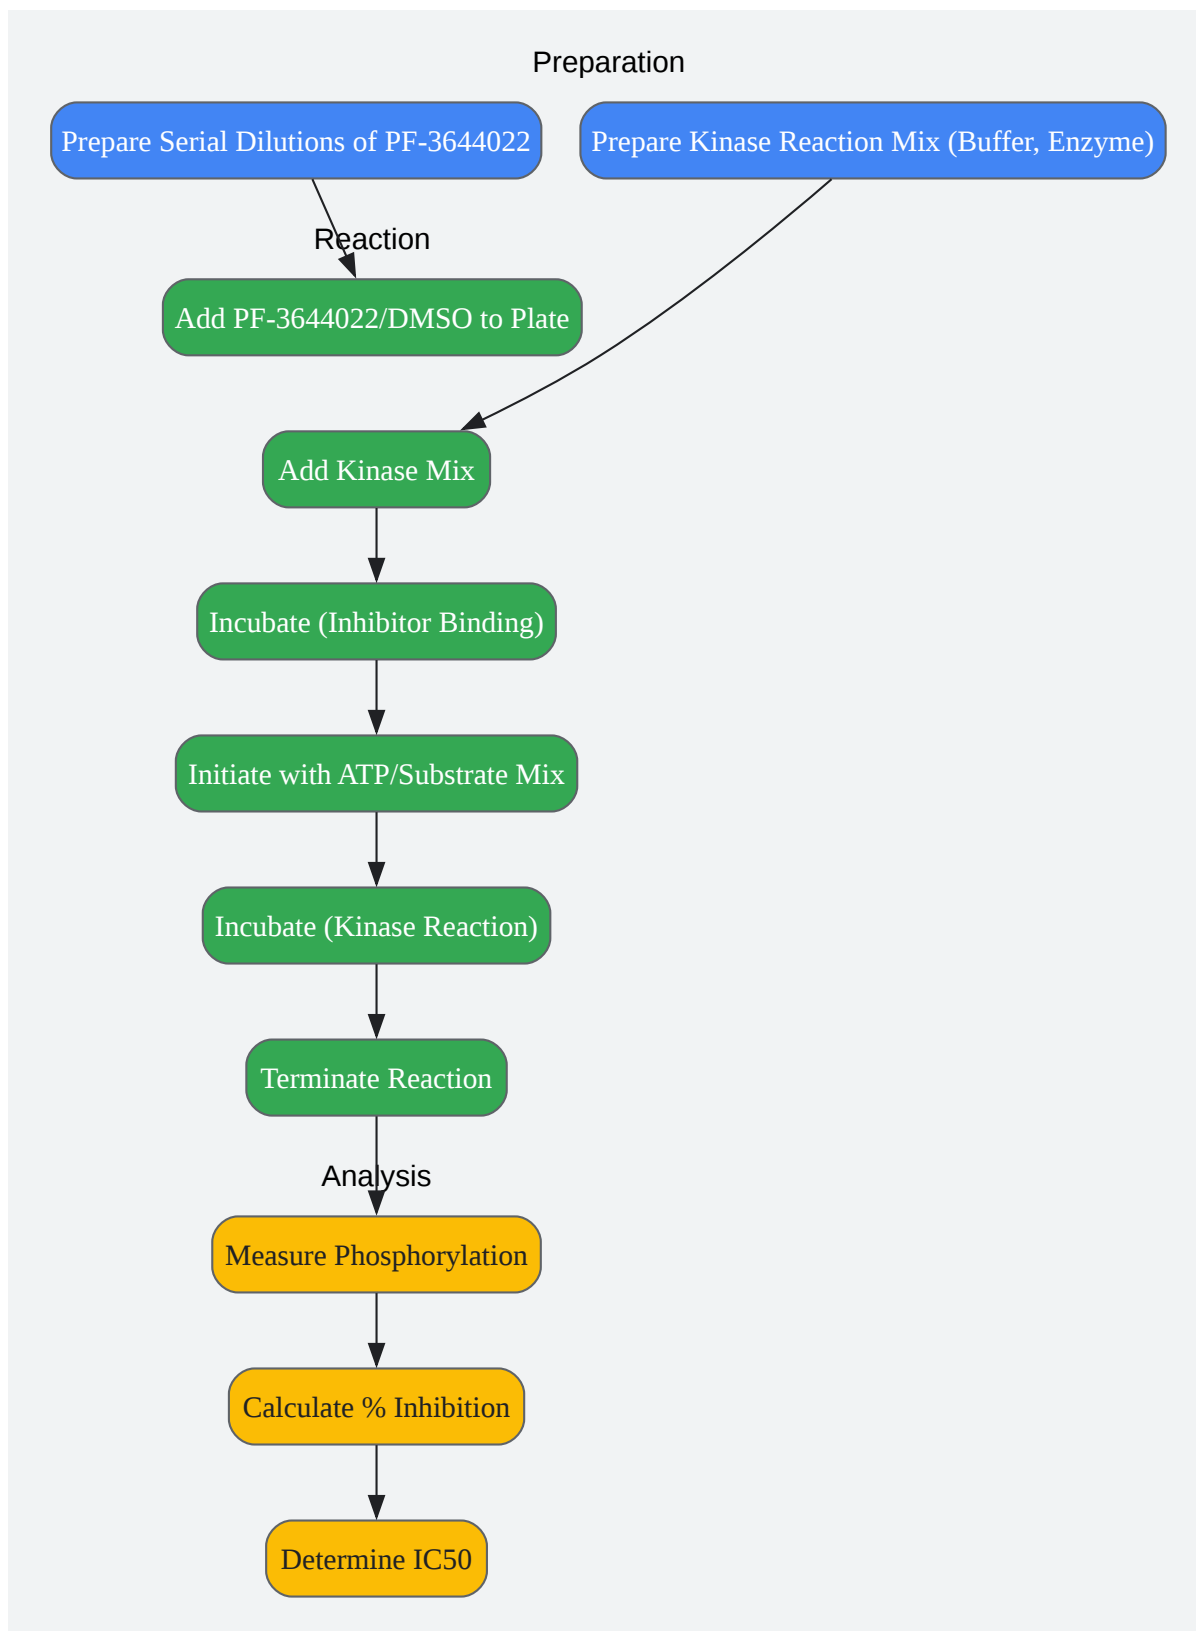 Preparation
Prepare Serial Dilutions of PF-3644022
Prepare Kinase Reaction Mix (Buffer, Enzyme)
Reaction
Add PF-3644022/DMSO to Plate
Add Kinase Mix
Incubate (Inhibitor Binding)
Initiate with ATP/Substrate Mix
Incubate (Kinase Reaction)
Terminate Reaction
Analysis
Measure Phosphorylation
Calculate % Inhibition
Determine IC50